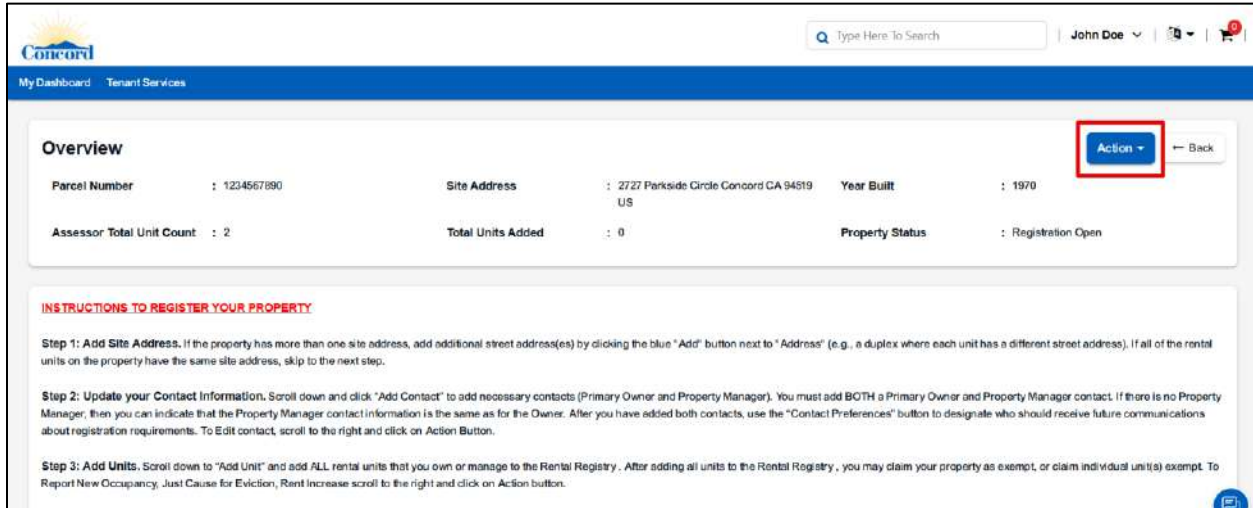 Concord
Type Here To Search
John Doe
0
My Dashboard Tenant Services
Overview
Action
← Back
Parcel Number : 1234567890 Site Address : 2727 Parkside Circle Concord CA 94519 Year Built : 1970
US
Assessor Total Unit Count : 2 Total Units Added : 0 Property Status : Registration Open
INSTRUCTIONS TO REGISTER YOUR PROPERTY
Step 1: Add Site Address. If the property has more than one site address, add additional street address(es) by clicking the blue "Add" button next to "Address" (e.g., a duplex where each unit has a different street address). If all of the rental
units on the property have the same site address, skip to the next step.
Step 2: Update your Contact Information. Scroll down and click "Add Contact" to add necessary contacts (Primary Owner and Property Manager). You must add BOTH a Primary Owner and Property Manager contact. If there is no Property
Manager, then you can indicate that the Property Manager contact information is the same as for the Owner. After you have added both contacts, use the "Contact Preferences" button to designate who should receive future communications
about registration requirements. To Edit contact, scroll to the right and click on Action Button.
Step 3: Add Units. Scroll down to "Add Unit" and add ALL rental units that you own or manage to the Rental Registry . After adding all units to the Rental Registry , you may claim your property as exempt, or claim individual unit(s) exempt. To
Report New Occupancy, Just Cause for Eviction, Rent Increase scroll to the right and click on Action button.